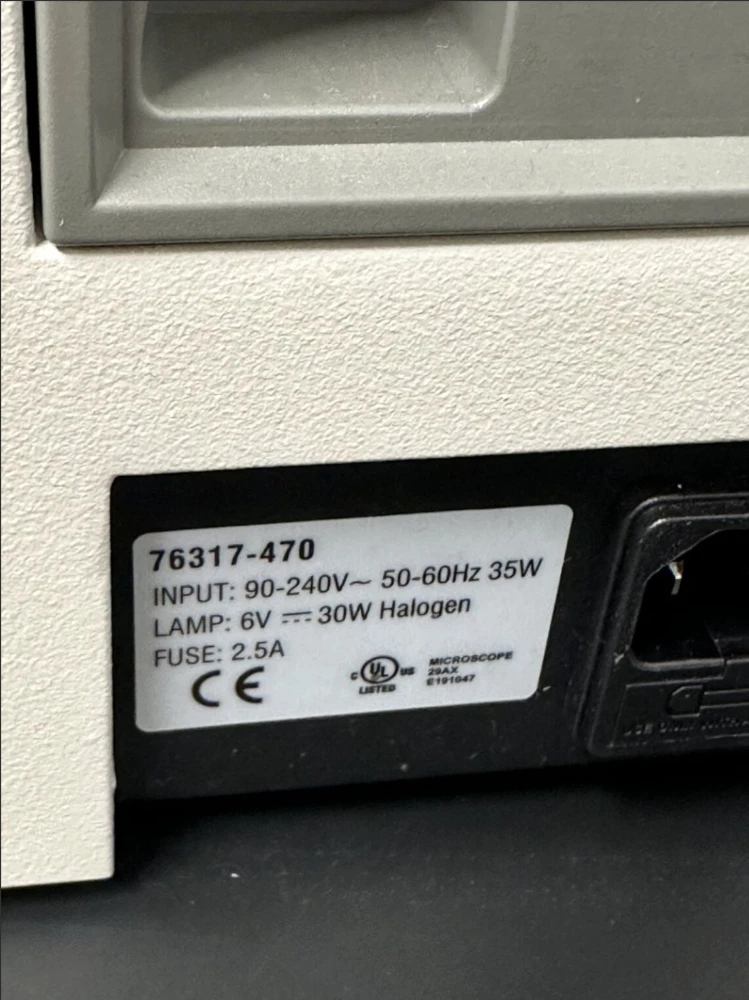 76317-470
INPUT: 90-240V~ 50-60Hz 35W
LAMP: 6V ⎓ 30W Halogen
FUSE: 2.5A
CE
C UL US
LISTED
MICROSCOPE
29AX
E191047